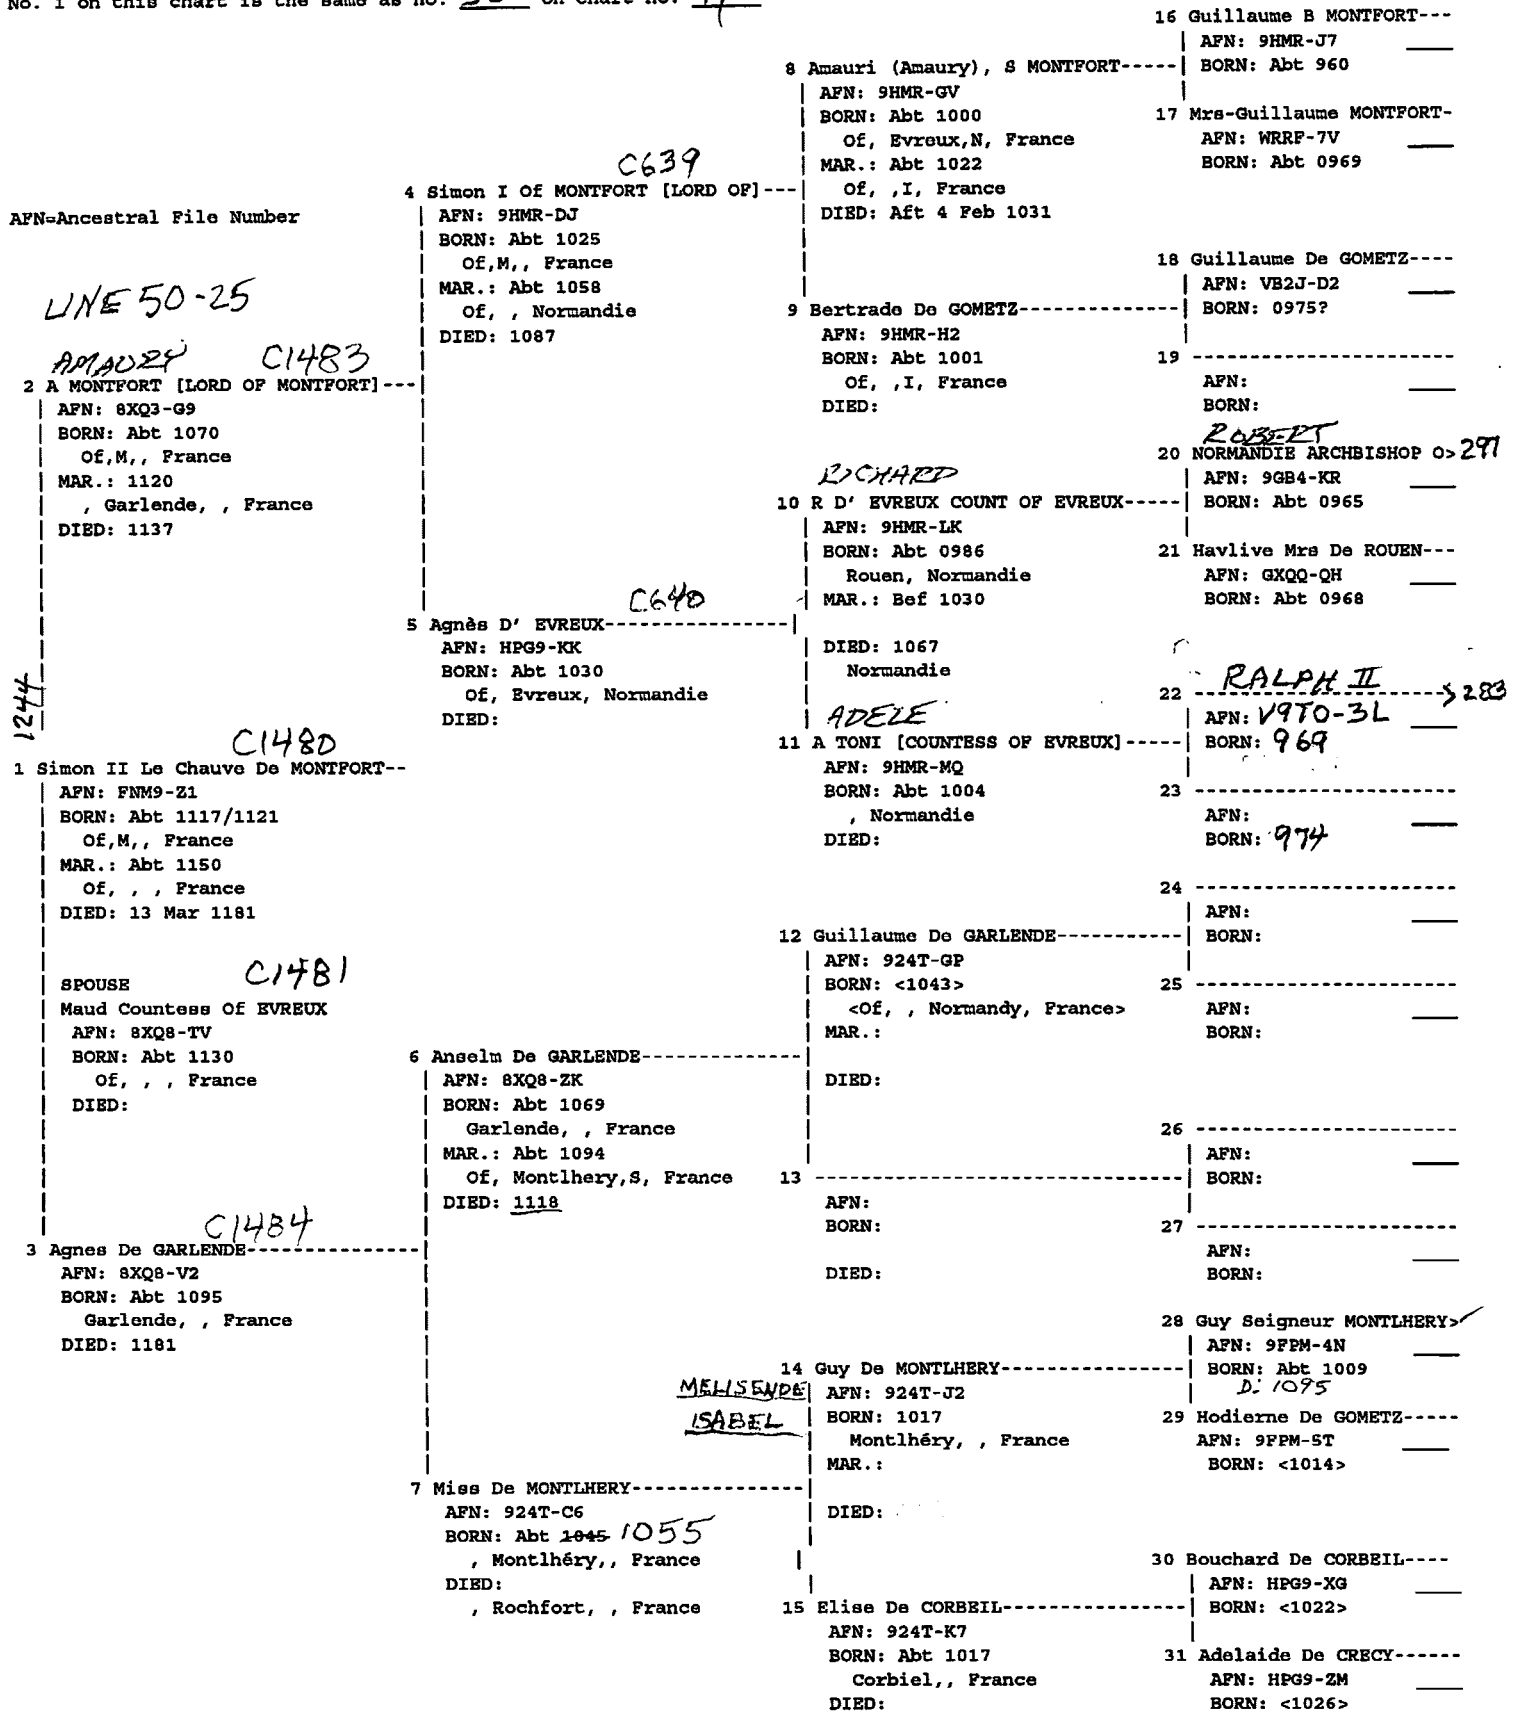 No. 1 on this chart is the same as no. on chart no.
AFN=Ancestral File Number
LINE 50-25
AMAURY C1483
2 A MONTFORT [LORD OF MONTFORT]---
AFN: 8XQ3-G9
BORN: Abt 1070
Of,M,, France
MAR.: 1120
, Garlende, , France
DIED: 1137
1244
C1480
1 Simon II Le Chauve De MONTFORT--
AFN: FNM9-Z1
BORN: Abt 1117/1121
Of,M,, France
MAR.: Abt 1150
Of, , , France
DIED: 13 Mar 1181
SPOUSE C1481
Maud Countess Of EVREUX
AFN: 8XQ8-TV
BORN: Abt 1130
Of, , , France
DIED:
C1484
3 Agnes De GARLENDE--------------
AFN: 8XQ8-V2
BORN: Abt 1095
Garlende, , France
DIED: 1181
C639
4 Simon I Of MONTFORT [LORD OF]---
AFN: 9HMR-DJ
BORN: Abt 1025
Of,M,, France
MAR.: Abt 1058
Of, , Normandie
DIED: 1087
C640
5 Agnès D' EVREUX----------------
AFN: HPG9-KK
BORN: Abt 1030
Of, Evreux, Normandie
DIED:
6 Anselm De GARLENDE--------------
AFN: 8XQ8-ZK
BORN: Abt 1069
Garlende, , France
MAR.: Abt 1094
Of, Montlhery,S, France
DIED: 1118
7 Miss De MONTLHERY---------------
AFN: 924T-C6
BORN: Abt 1045 1055
, Montlhéry,, France
DIED:
, Rochfort, , France
8 Amauri (Amaury), S MONTFORT-----
AFN: 9HMR-GV
BORN: Abt 1000
Of, Evreux,N, France
MAR.: Abt 1022
Of, ,I, France
DIED: Aft 4 Feb 1031
9 Bertrade De GOMETZ--------------
AFN: 9HMR-H2
BORN: Abt 1001
Of, ,I, France
DIED:
RICHARD
10 R D' EVREUX COUNT OF EVREUX-----
AFN: 9HMR-LK
BORN: Abt 0986
Rouen, Normandie
MAR.: Bef 1030
DIED: 1067
Normandie
ADELE
11 A TONI [COUNTESS OF EVREUX]-----
AFN: 9HMR-MQ
BORN: Abt 1004
, Normandie
DIED:
12 Guillaume De GARLENDE-----------
AFN: 924T-GP
BORN: <1043>
<Of, , Normandy, France>
MAR.:
DIED:
13 -------------------------------
AFN:
BORN:
DIED:
14 Guy De MONTLHERY----------------
MELISENDE
ISABEL
AFN: 924T-J2
BORN: 1017
Montlhéry, , France
MAR.:
DIED:
15 Elise De CORBEIL----------------
AFN: 924T-K7
BORN: Abt 1017
Corbiel,, France
DIED:
16 Guillaume B MONTFORT---
AFN: 9HMR-J7
BORN: Abt 960
17 Mrs-Guillaume MONTFORT-
AFN: WRRF-7V
BORN: Abt 0969
18 Guillaume De GOMETZ----
AFN: VB2J-D2
BORN: 0975?
19 -----------------------
AFN:
BORN:
ROBERT
20 NORMANDIE ARCHBISHOP O> 297
AFN: 9GB4-KR
BORN: Abt 0965
21 Havlive Mrs De ROUEN---
AFN: GXQQ-QH
BORN: Abt 0968
RALPH II
22 -----------------------> 283
AFN: V9TO-3L
BORN: 969
23 -----------------------
AFN:
BORN: 974
24 -----------------------
AFN:
BORN:
25 -----------------------
AFN:
BORN:
26 -----------------------
AFN:
BORN:
27 -----------------------
AFN:
BORN:
28 Guy Seigneur MONTLHERY>
AFN: 9FPM-4N
BORN: Abt 1009
D: 1095
29 Hodierne De GOMETZ-----
AFN: 9FPM-5T
BORN: <1014>
30 Bouchard De CORBEIL----
AFN: HPG9-XG
BORN: <1022>
31 Adelaide De CRECY------
AFN: HPG9-ZM
BORN: <1026>